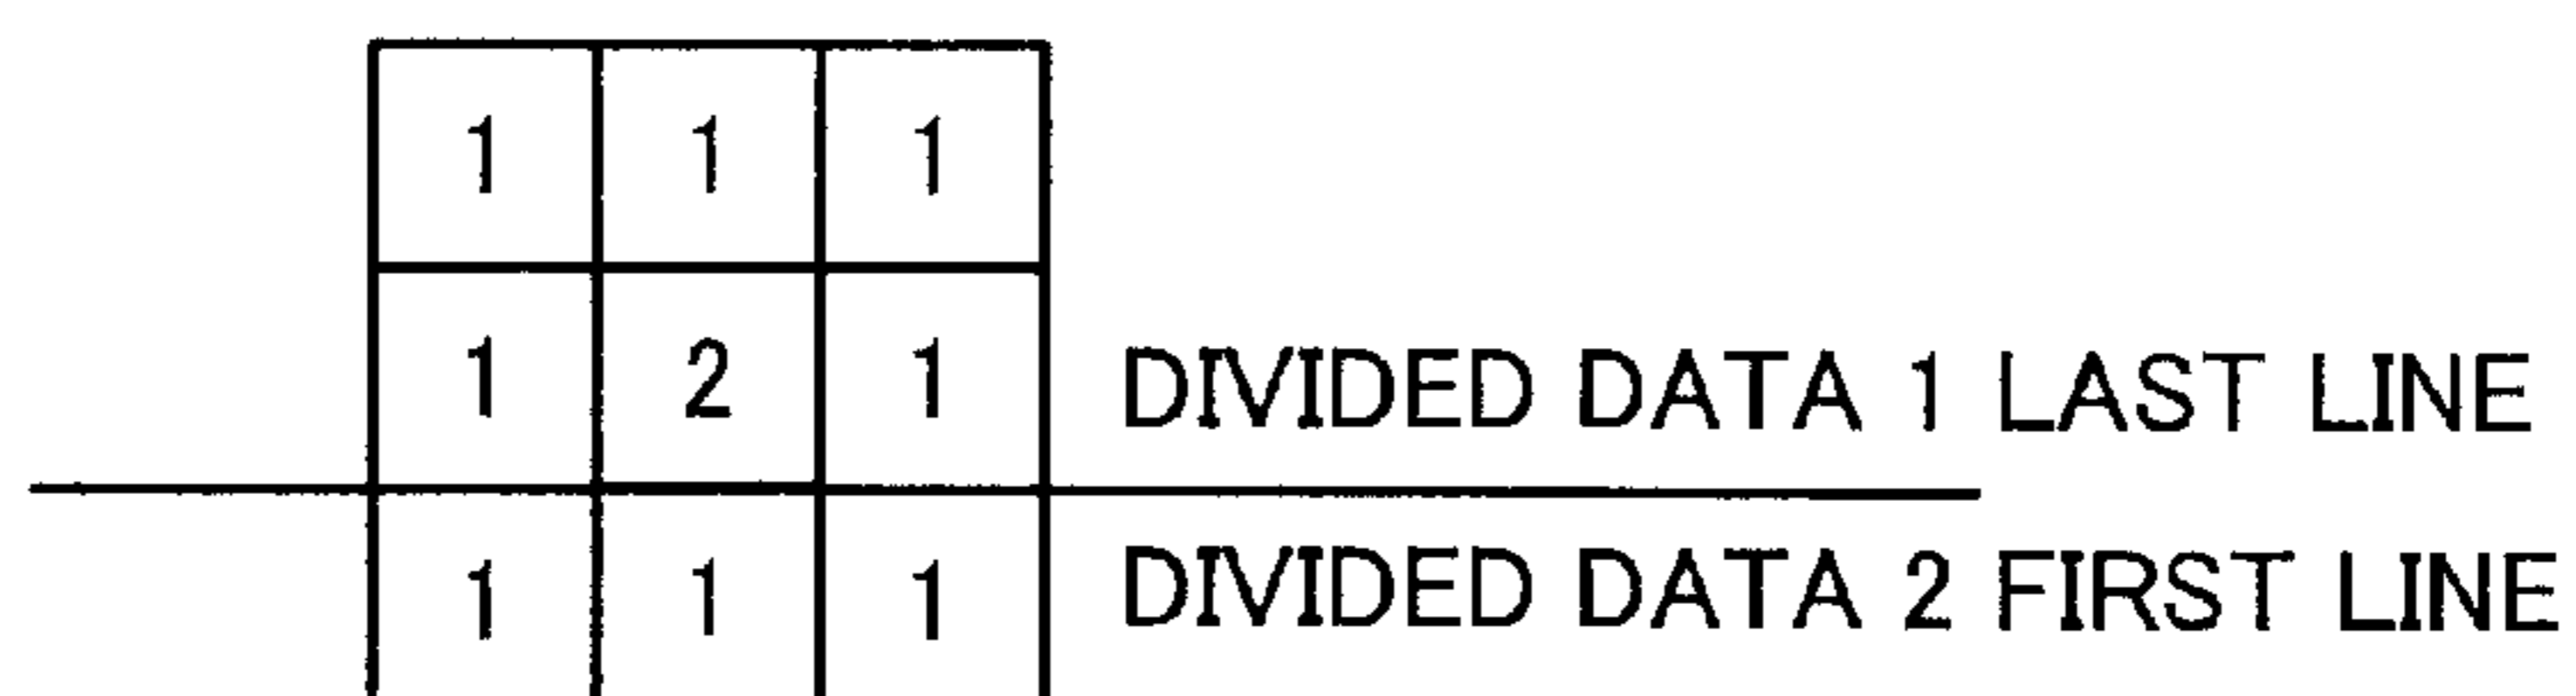 1 1 1
1 2 1 DIVIDED DATA 1 LAST LINE
1 1 1 DIVIDED DATA 2 FIRST LINE